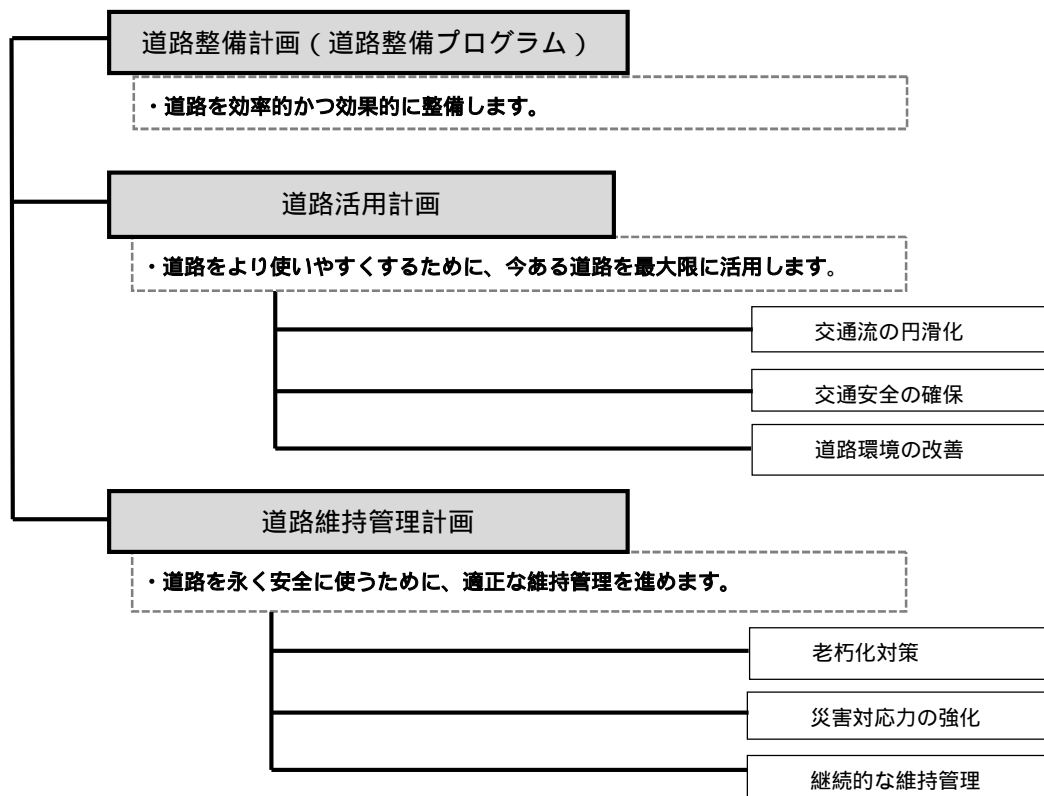 道路整備計画(道路整備プログラム)
・道路を効率的かつ効果的に整備します。
道路活用計画
・道路をより使いやすくするために、今ある道路を最大限に活用します。
交通流の円滑化
交通安全の確保
道路環境の改善
道路維持管理計画
・道路を永く安全に使うために、適正な維持管理を進めます。
老朽化対策
災害対応力の強化
継続的な維持管理